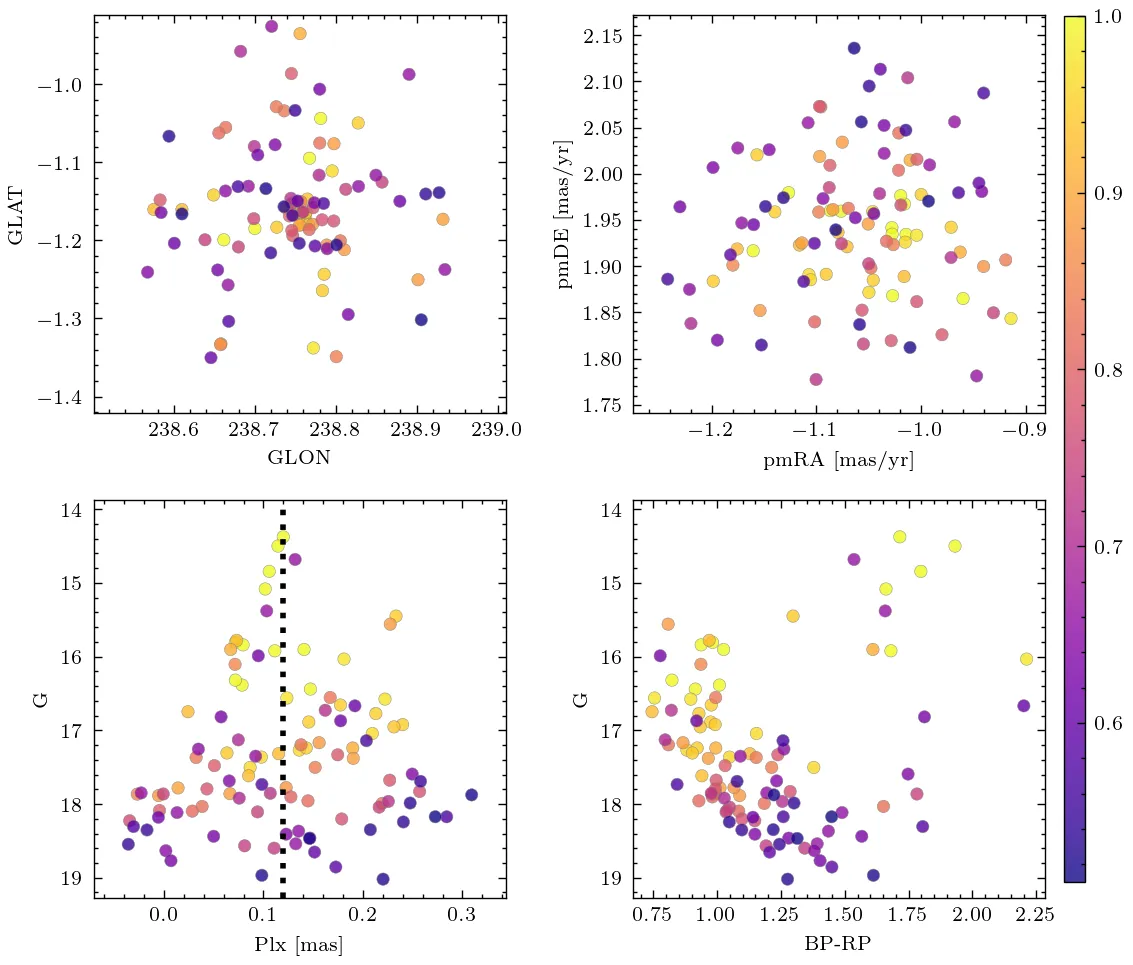 −1.0
−1.1
−1.2
−1.3
−1.4
GLAT
238.6 238.7 238.8 238.9 239.0
GLON
2.15
2.10
2.05
2.00
1.95
1.90
1.85
1.80
1.75
pmDE [mas/yr]
−1.2 −1.1 −1.0 −0.9
pmRA [mas/yr]
1.0
0.9
0.8
0.7
0.6
14
15
16
17
18
19
G
0.0 0.1 0.2 0.3
Plx [mas]
14
15
16
17
18
19
G
0.75 1.00 1.25 1.50 1.75 2.00 2.25
BP-RP